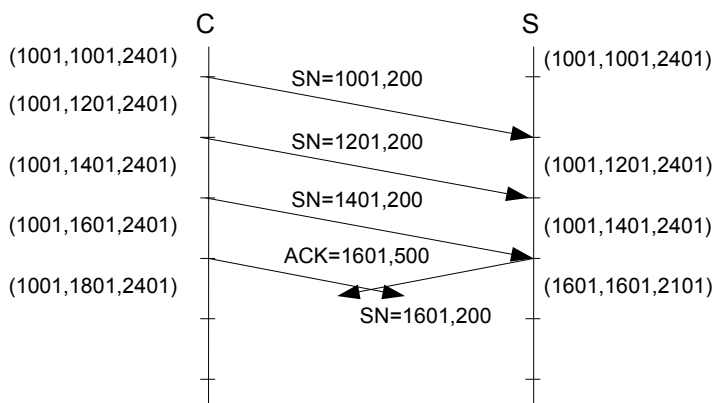 C
S
(1001,1001,2401)
(1001,1001,2401)
SN=1001,200
(1001,1201,2401)
SN=1201,200
(1001,1401,2401)
(1001,1201,2401)
SN=1401,200
(1001,1601,2401)
(1001,1401,2401)
ACK=1601,500
(1001,1801,2401)
(1601,1601,2101)
SN=1601,200